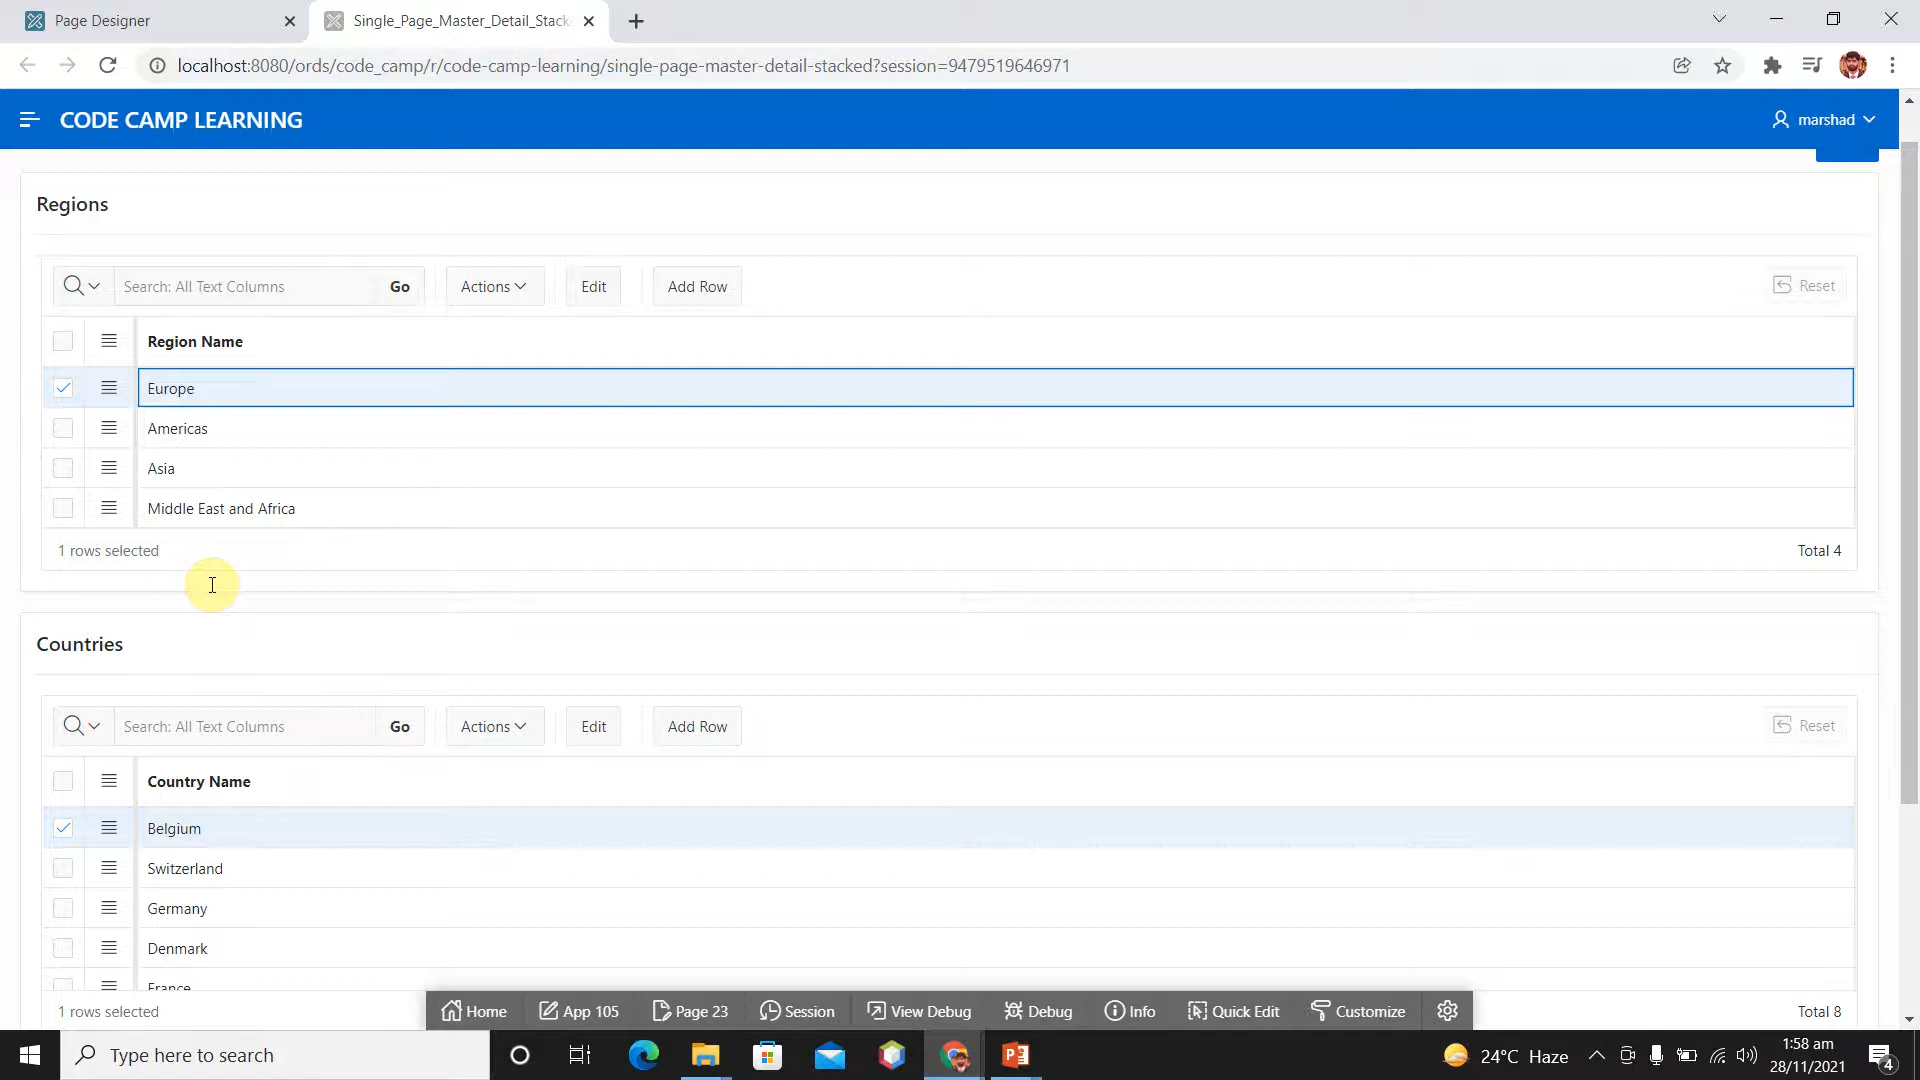 Page Designer
Single_Page_Master_Detail_Stack
localhost:8080/ords/code_camp/r/code-camp-learning/single-page-master-detail-stacked?session=9479519646971
CODE CAMP LEARNING
marshad
Regions
Search: All Text Columns Go Actions Edit Add Row Reset
Region Name
Europe
Americas
Asia
Middle East and Africa
1 rows selected Total 4
Countries
Search: All Text Columns Go Actions Edit Add Row Reset
Country Name
Belgium
Switzerland
Germany
Denmark
France
1 rows selected Total 8
Home App 105 Page 23 Session View Debug Debug Info Quick Edit Customize
Type here to search
24°C Haze
1:58 am
28/11/2021
4